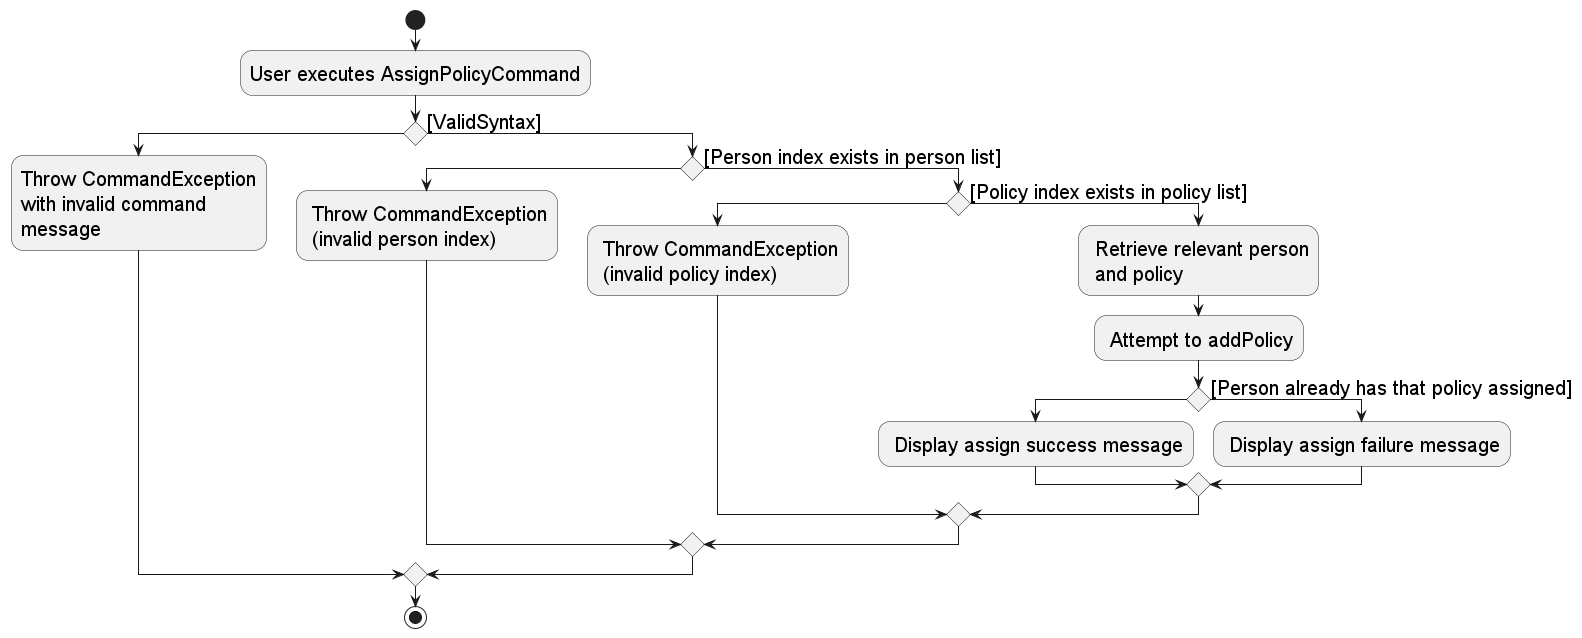 User executes AssignPolicyCommand
[ValidSyntax]
Throw CommandException
with invalid command
message
[Person index exists in person list]
Throw CommandException
(invalid person index)
[Policy index exists in policy list]
Throw CommandException
(invalid policy index)
Retrieve relevant person
and policy
Attempt to addPolicy
[Person already has that policy assigned]
Display assign success message
Display assign failure message